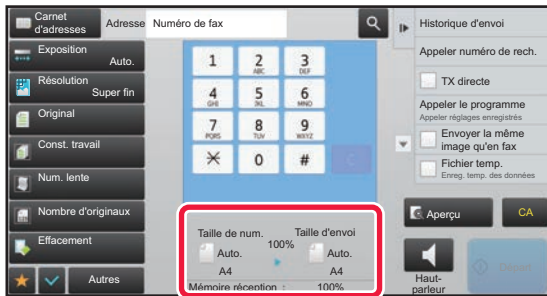 Carnet
d'adresses
Adresse
Numéro de fax
Exposition
Auto.
Résolution
Super fin
Original
Const. travail
Num. lente
Nombre d'originaux
Effacement
Autres
1
2
ABC
3
DEF
4
GHI
5
JKL
6
MNO
7
PQRS
8
TUV
9
WXYZ
0
#
C
Taille de num.
100%
Taille d'envoi
Auto.
Auto.
A4
A4
Mémoire réception : 100%
Historique d'envoi
Appeler numéro de rech.
TX directe
Appeler le programme
Appeler réglages enregistrés
Envoyer la même
image qu'en fax
Fichier temp.
Enreg. temp. des données
Aperçu
CA
Haut-
parleur
Départ